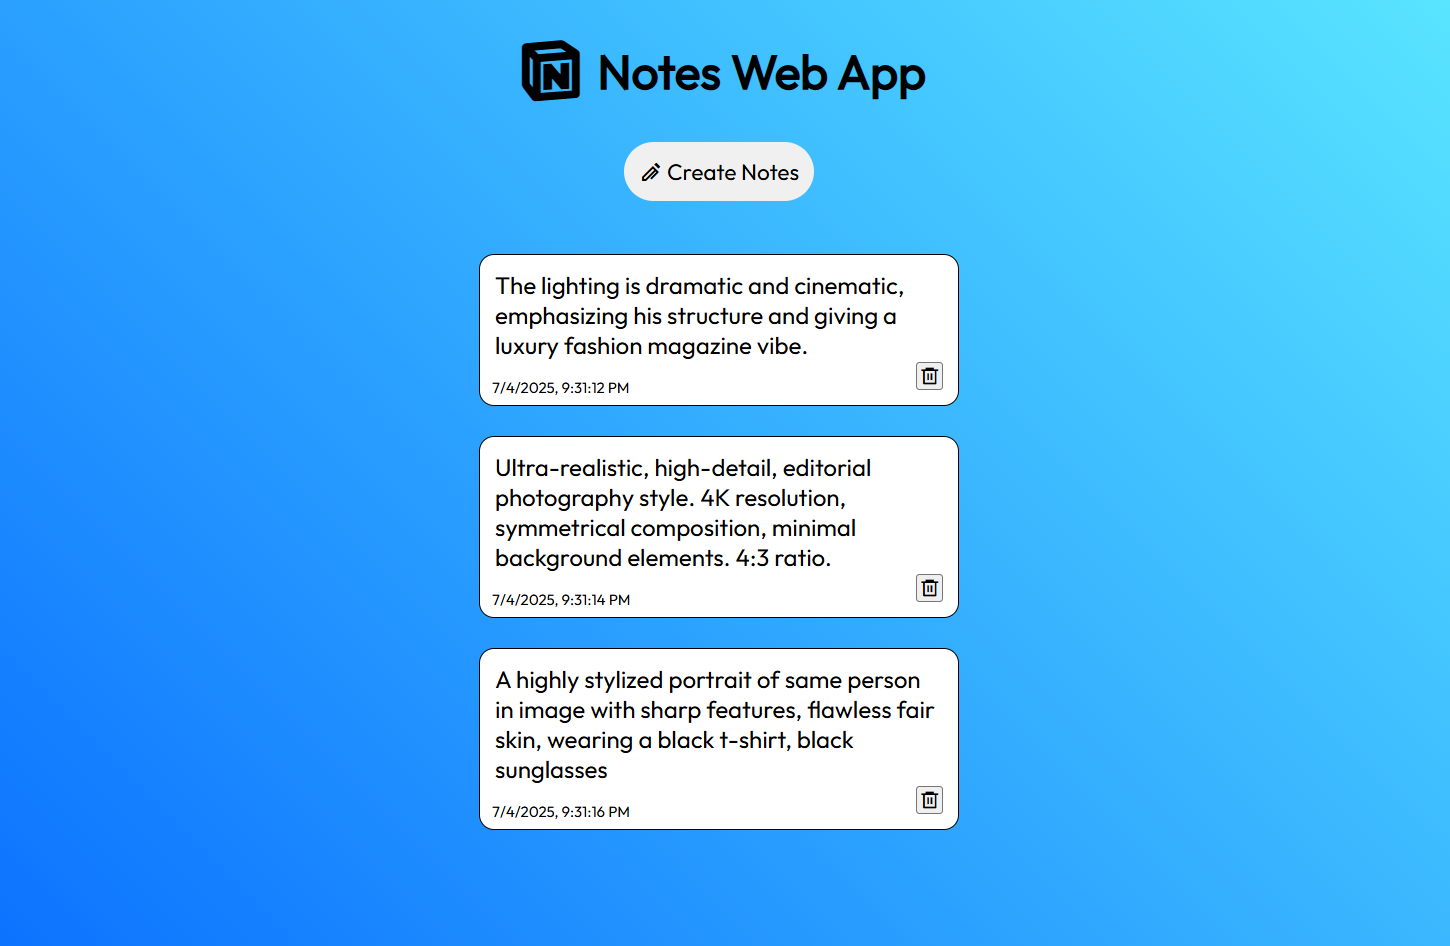 N Notes Web App
Create Notes
The lighting is dramatic and cinematic,
emphasizing his structure and giving a
luxury fashion magazine vibe.
7/4/2025, 9:31:12 PM
Ultra-realistic, high-detail, editorial
photography style. 4K resolution,
symmetrical composition, minimal
background elements. 4:3 ratio.
7/4/2025, 9:31:14 PM
A highly stylized portrait of same person
in image with sharp features, flawless fair
skin, wearing a black t-shirt, black
sunglasses
7/4/2025, 9:31:16 PM